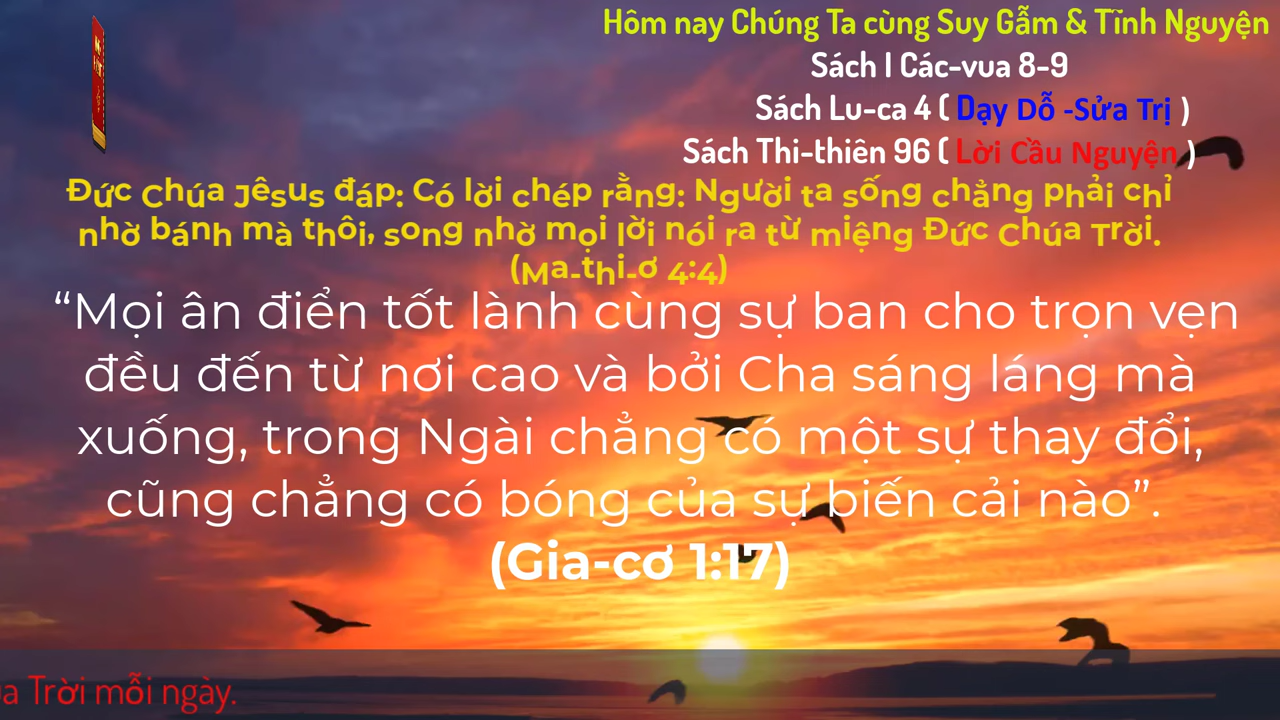 Hôm nay Chúng Ta cùng Suy Gẫm & Tĩnh Nguyện
Sách I Các-vua 8-9
Sách Lu-ca 4 ( Dạy Dỗ -Sửa Trị )
Sách Thi-thiên 96 ( Lời Cầu Nguyện )
Đức Chúa Jêsus đáp: Có lời chép rằng: Người ta sống chẳng phải chỉ
nhờ bánh mà thôi, song nhờ mọi lời nói ra từ miệng Đức Chúa Trời.
(Ma-thi-ơ 4:4)
“Mọi ân điển tốt lành cùng sự ban cho trọn vẹn
đều đến từ nơi cao và bởi Cha sáng láng mà
xuống, trong Ngài chẳng có một sự thay đổi,
cũng chẳng có bóng của sự biến cải nào”.
(Gia-cơ 1:17)
Trời mỗi ngày.